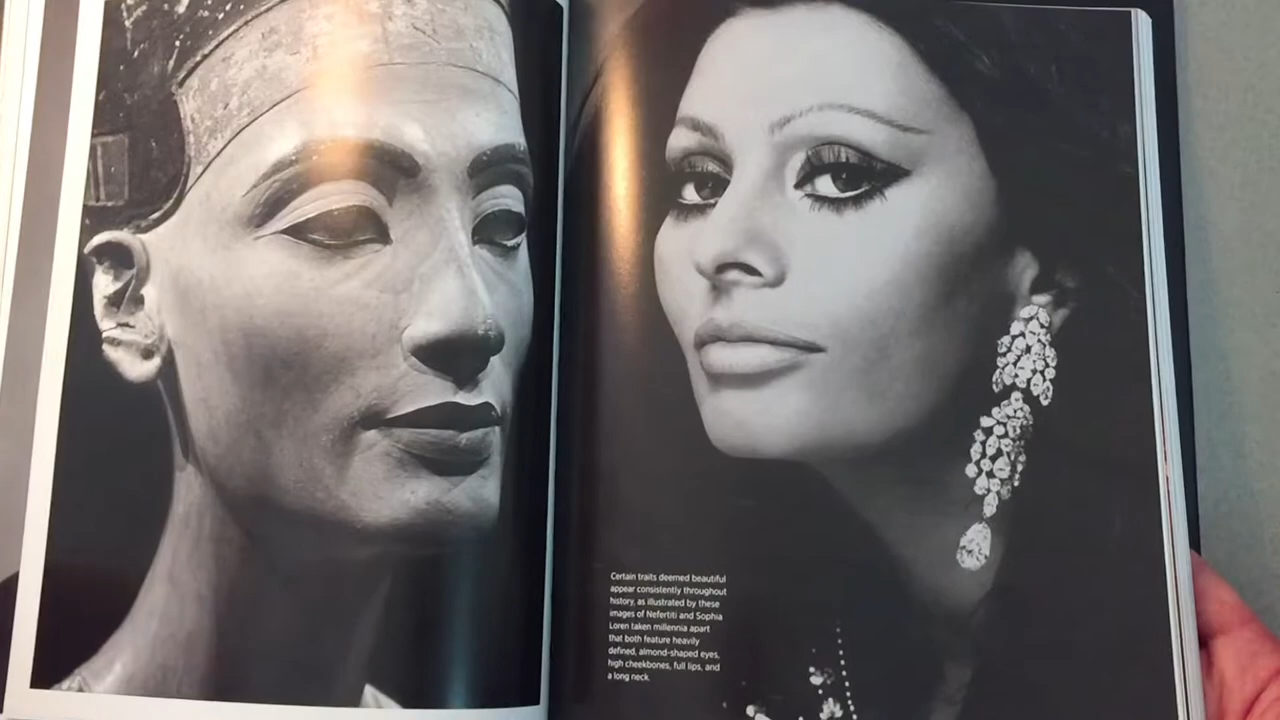 Certain traits deemed beautiful
appear consistently throughout
history, as illustrated by these
images of Nefertiti and Sophia
Loren taken millennia apart
that both feature heavily
defined, almond-shaped eyes,
high cheekbones, full lips, and
a long neck.